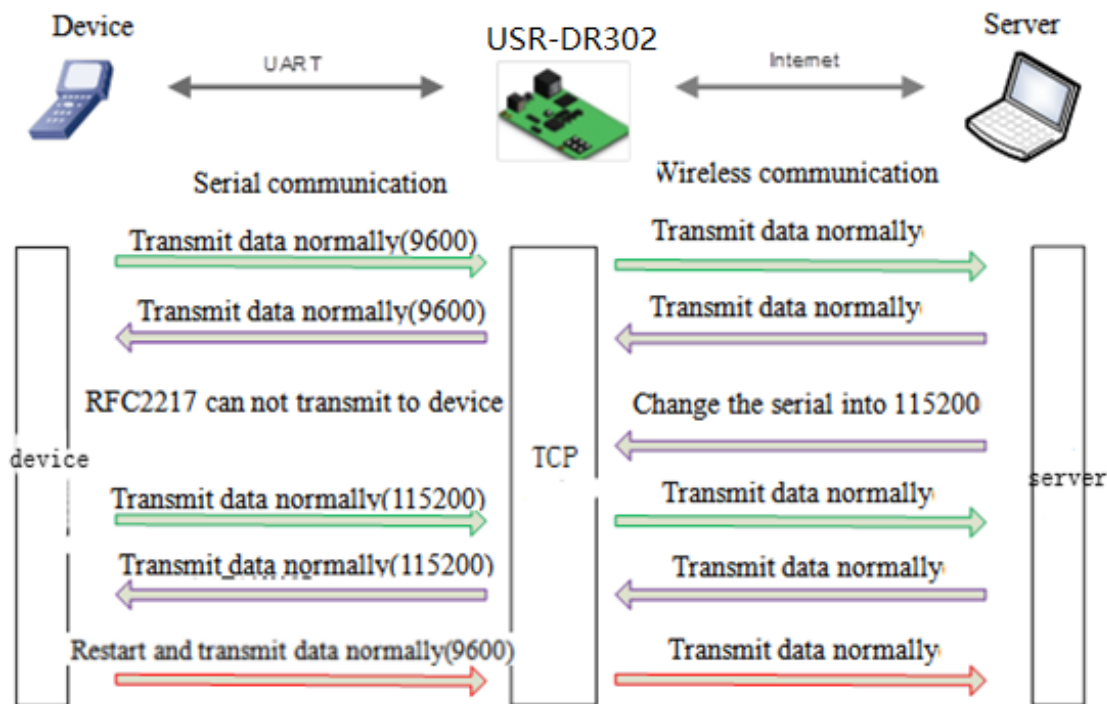 Device
USR-DR302
Server
UART
Internet
Serial communication
Wireless communication
Transmit data normally(9600)
Transmit data normally
Transmit data normally(9600)
Transmit data normally
RFC2217 can not transmit to device
Change the serial into 115200
device
TCP
server
Transmit data normally(115200)
Transmit data normally
Transmit data normally(115200)
Transmit data normally
Restart and transmit data normally(9600)
Transmit data normally